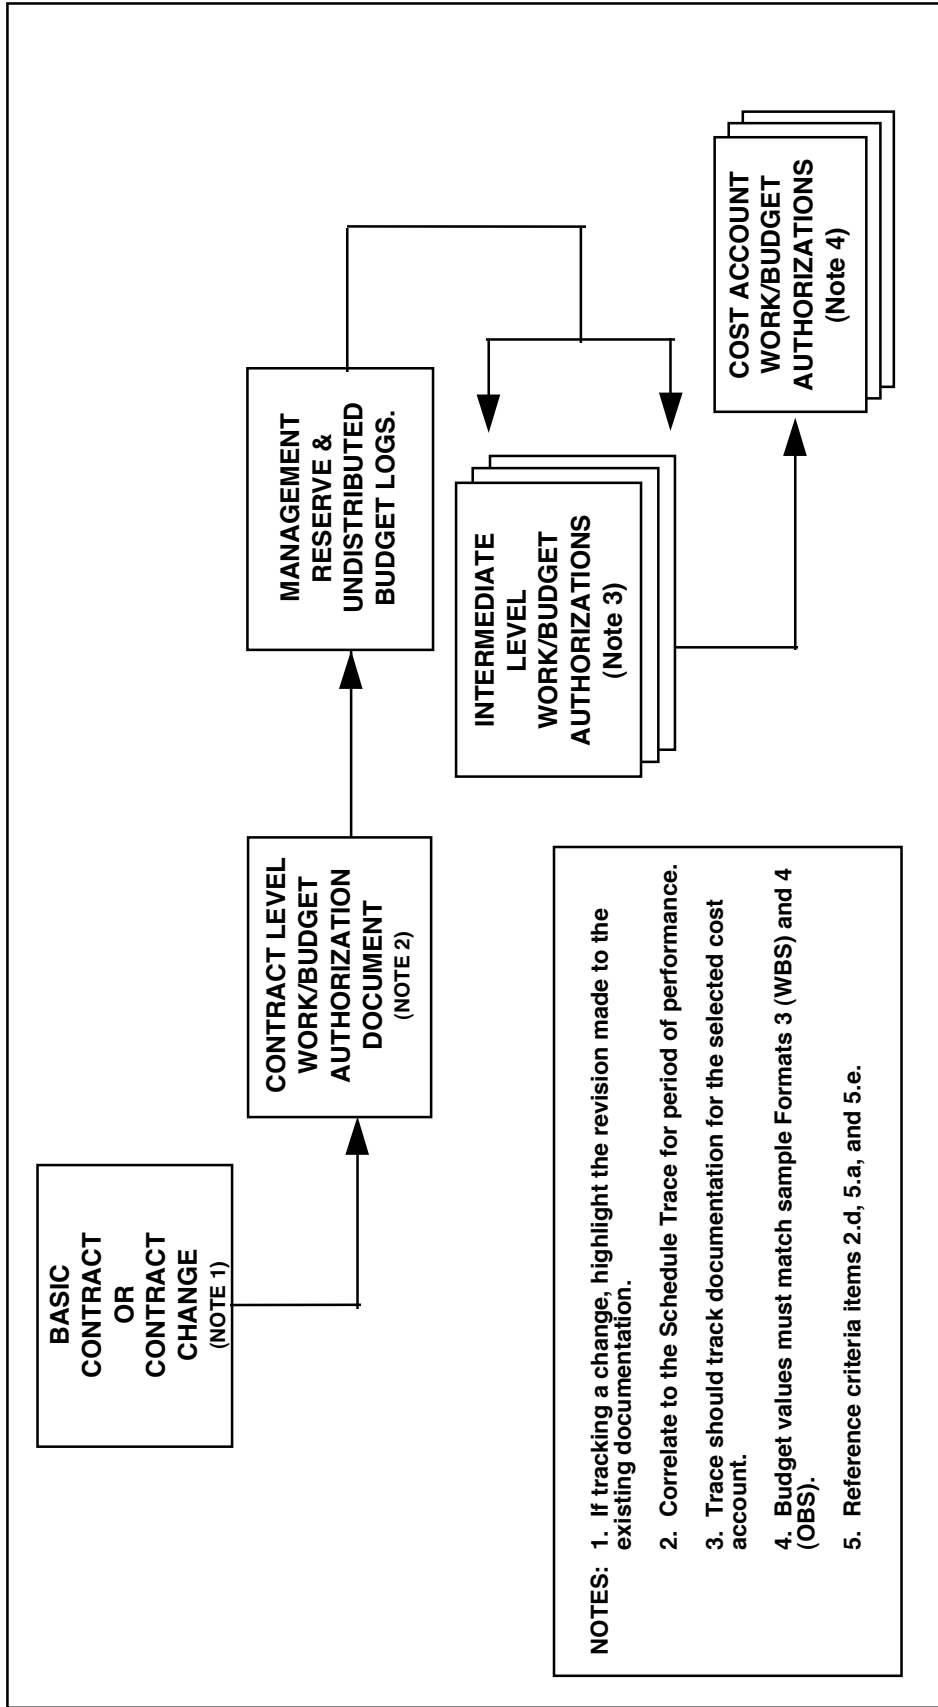 BASIC
CONTRACT
OR
CONTRACT
CHANGE
(NOTE 1)
CONTRACT LEVEL
WORK/BUDGET
AUTHORIZATION
DOCUMENT
(NOTE 2)
MANAGEMENT
RESERVE &
UNDISTRIBUTED
BUDGET LOGS.
INTERMEDIATE
LEVEL
WORK/BUDGET
AUTHORIZATIONS
(Note 3)
COST ACCOUNT
WORK/BUDGET
AUTHORIZATIONS
(Note 4)
NOTES: 1. If tracking a change, highlight the revision made to the
existing documentation.
2. Correlate to the Schedule Trace for period of performance.
3. Trace should track documentation for the selected cost
account.
4. Budget values must match sample Formats 3 (WBS) and 4
(OBS).
5. Reference criteria items 2.d, 5.a, and 5.e.